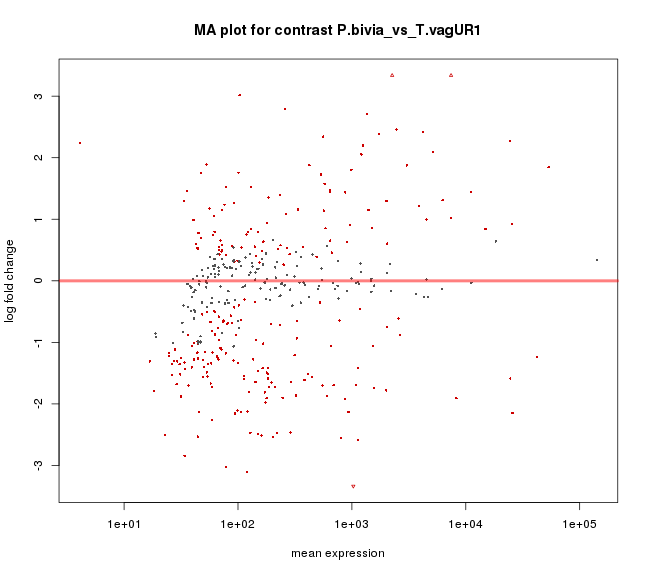 MA plot for contrast P.bivia_vs_T.vagUR1
3
2
1
0
-1
-2
-3
log fold change
1e+01 1e+02 1e+03 1e+04 1e+05
mean expression